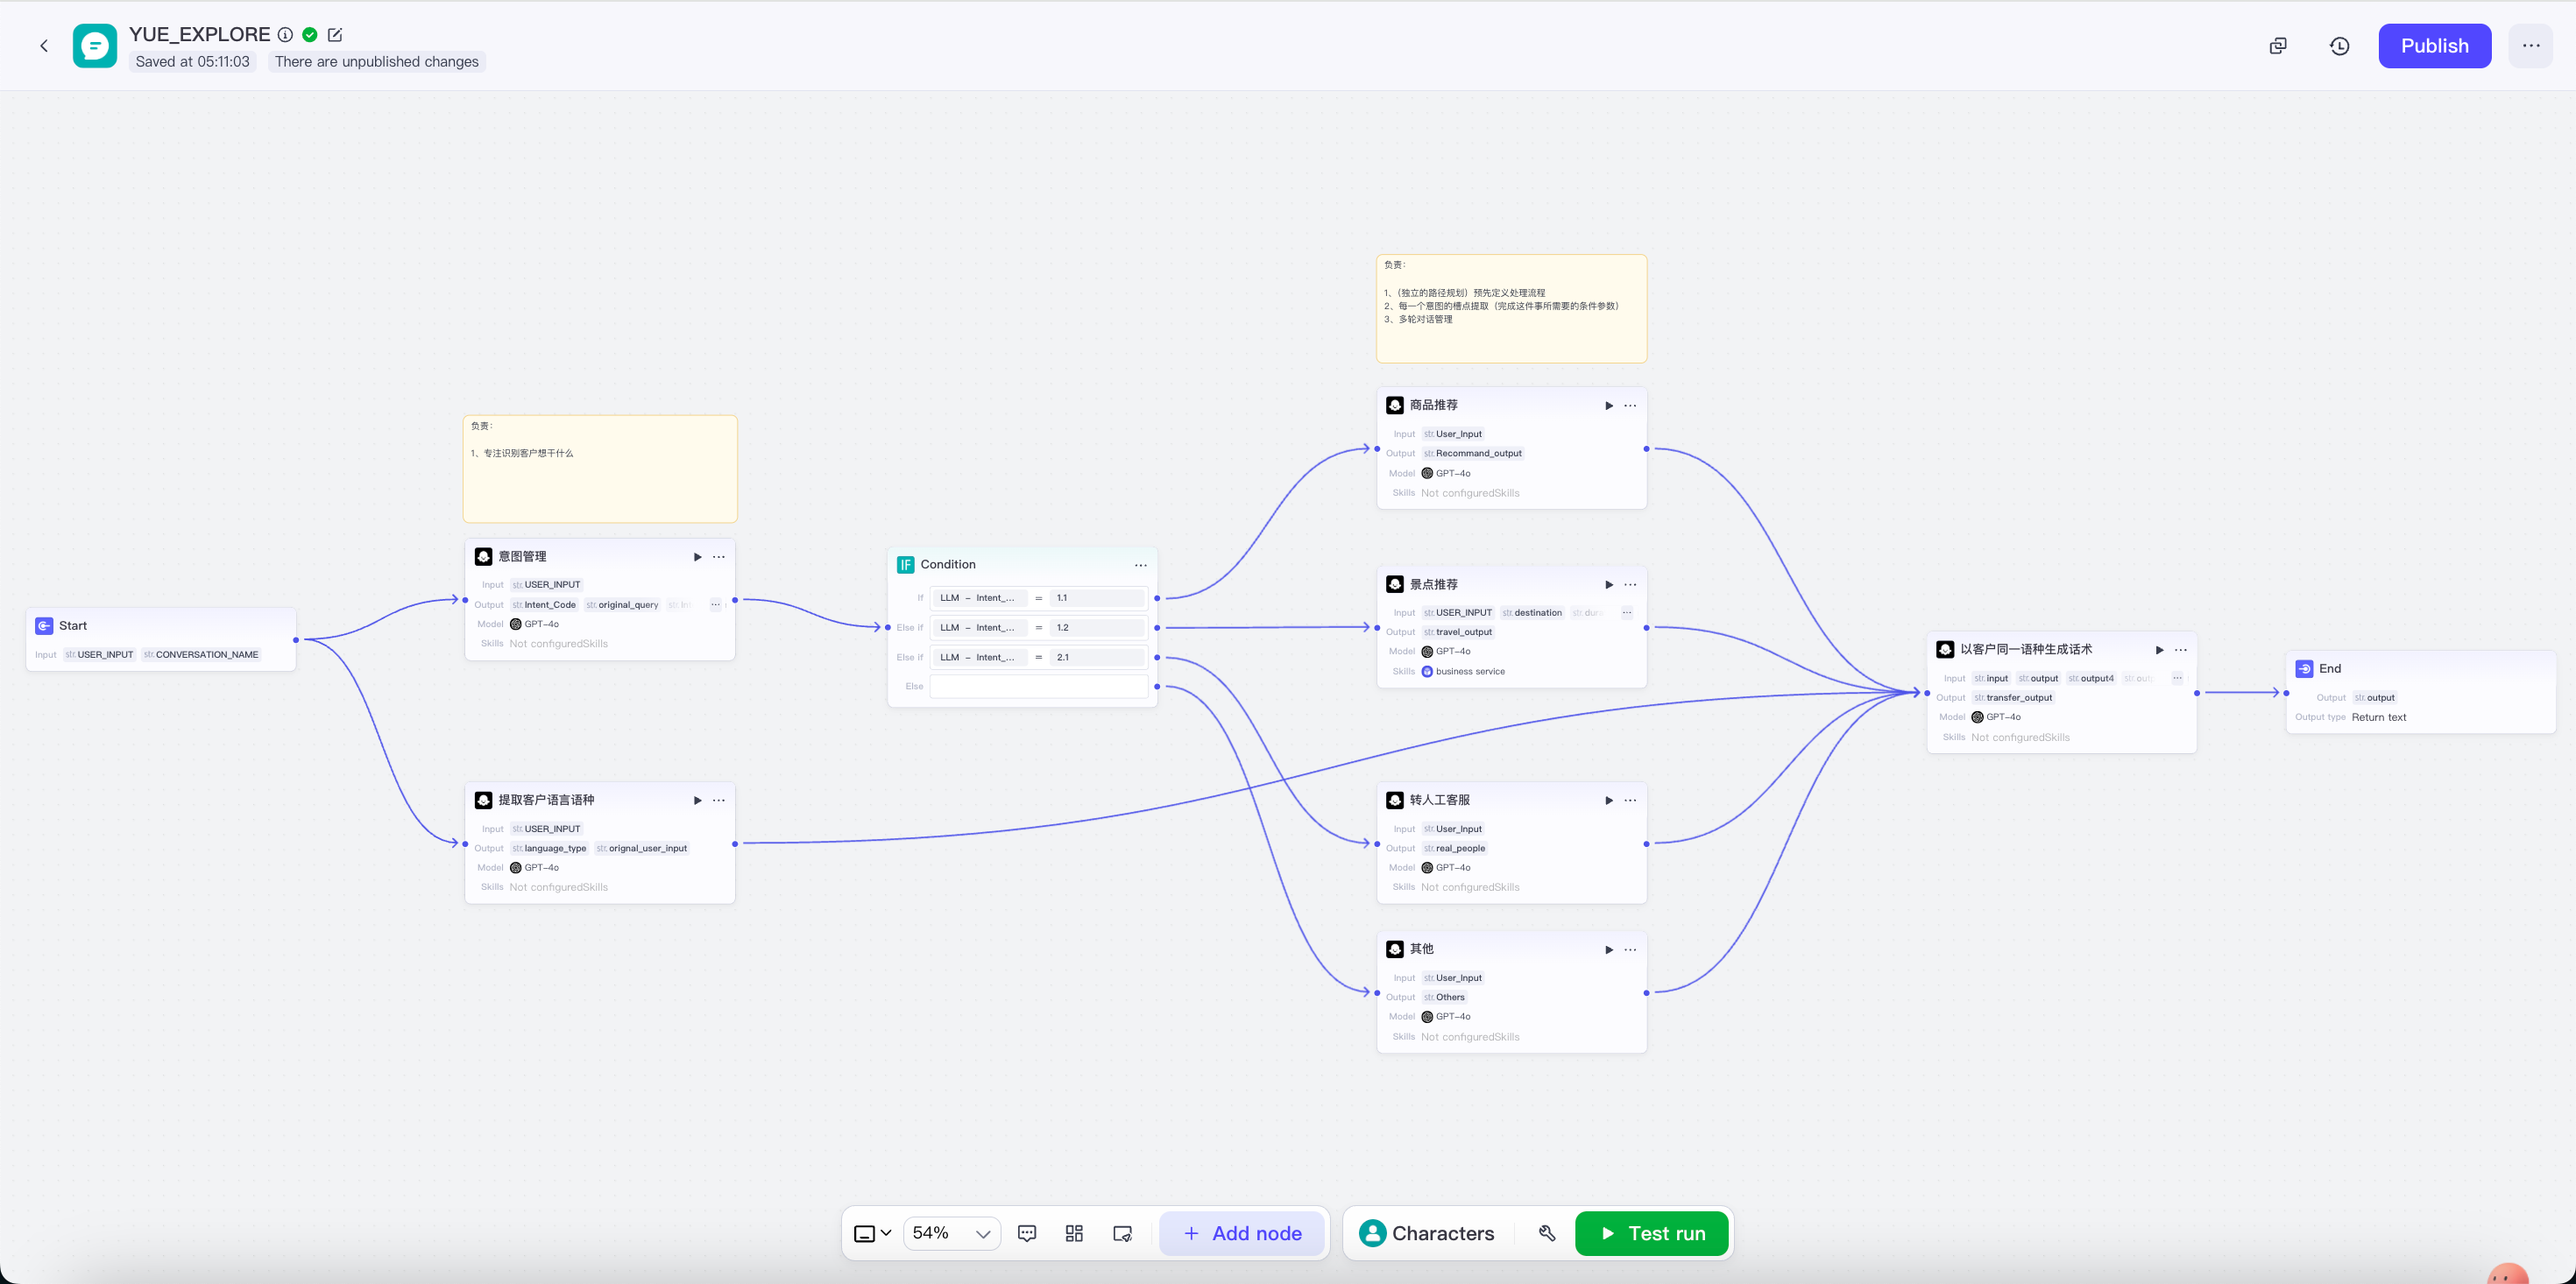 YUE_EXPLORE
Saved at 05:11:03 There are unpublished changes
Publish
负责：
1、（独立的路径规划）预先定义处理流程
2、每一个意图的槽点提取（完成这件事所需要的条件参数）
3、多轮对话管理
商品推荐
Input str. User_Input
Output str. Recommand_output
Model GPT-4o
Skills Not configuredSkills
负责：
1、专注识别客户想干什么
意图管理
Input str. USER_INPUT
Output str. Intent_Code str. original_query str. Int
Model GPT-4o
Skills Not configuredSkills
IF Condition
If LLM - Intent_... = 1.1
Else if LLM - Intent_... = 1.2
Else if LLM - Intent_... = 2.1
Else
景点推荐
Input str. USER_INPUT str. destination str.
Output str. travel_output
Model GPT-4o
Skills business service
Start
Input str. USER_INPUT str. CONVERSATION_NAME
以客户同一语种生成话术
Input str. input str. output str. output4 str.
Output str. transfer_output
Model GPT-4o
Skills Not configuredSkills
End
Output str. output
Output type Return text
提取客户语言语种
Input str. USER_INPUT
Output str. language_type str. orignal_user_input
Model GPT-4o
Skills Not configuredSkills
转人工客服
Input str. User_Input
Output str. real_people
Model GPT-4o
Skills Not configuredSkills
其他
Input str. User_Input
Output str. Others
Model GPT-4o
Skills Not configuredSkills
54% Add node Characters Test run